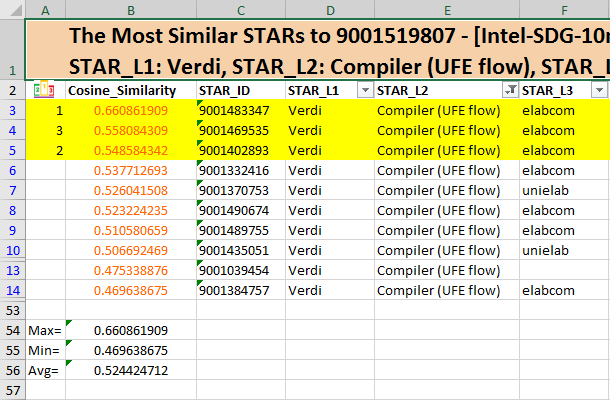 A B C D E F
1 The Most Similar STARs to 9001519807 - [Intel-SDG-10n
STAR_L1: Verdi, STAR_L2: Compiler (UFE flow), STAR_L
2 Cosine_Similarity STAR_ID STAR_L1 STAR_L2 STAR_L3
3 1 0.660861909 9001483347 Verdi Compiler (UFE flow) elabcom
4 3 0.558084309 9001469535 Verdi Compiler (UFE flow) elabcom
5 2 0.548584342 9001402893 Verdi Compiler (UFE flow) elabcom
6 0.537712693 9001332416 Verdi Compiler (UFE flow) elabcom
7 0.526041508 9001370753 Verdi Compiler (UFE flow) unielab
8 0.523224235 9001490674 Verdi Compiler (UFE flow) elabcom
9 0.510580659 9001489755 Verdi Compiler (UFE flow) elabcom
10 0.506692469 9001435051 Verdi Compiler (UFE flow) unielab
13 0.475338876 9001039454 Verdi Compiler (UFE flow)
14 0.469638675 9001384757 Verdi Compiler (UFE flow) elabcom
53
54 Max= 0.660861909
55 Min= 0.469638675
56 Avg= 0.524424712
57